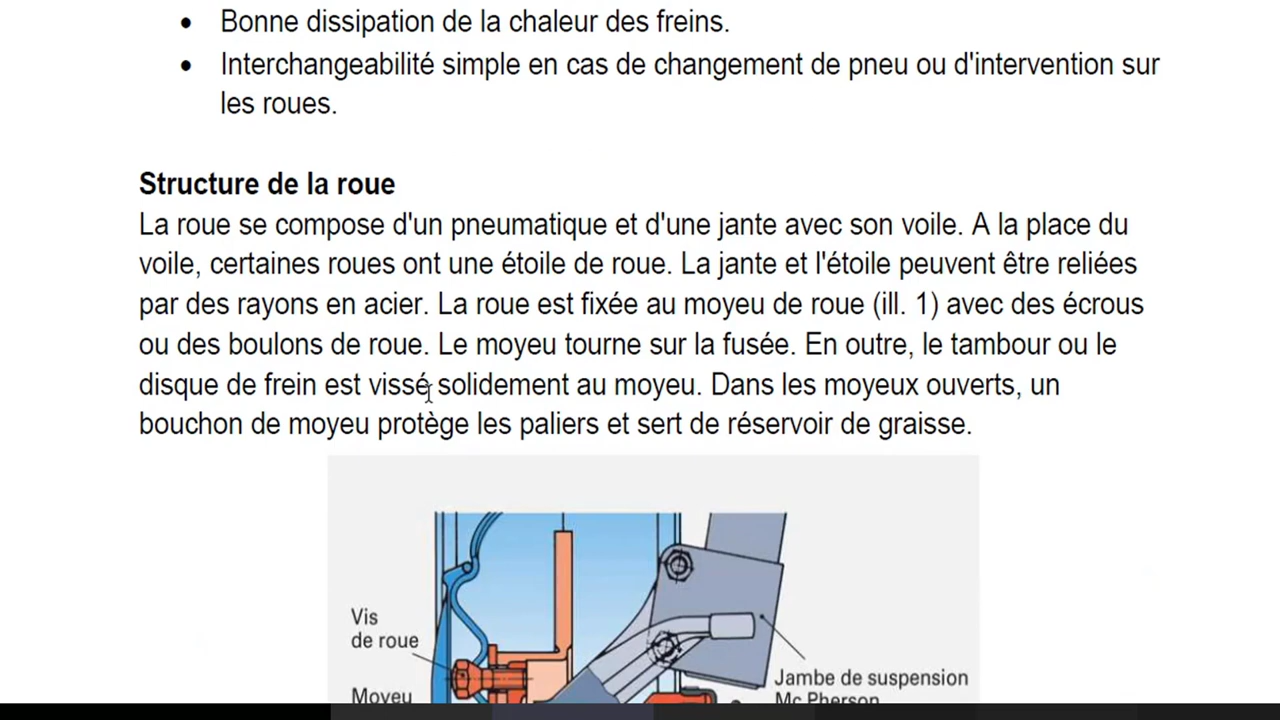 • Bonne dissipation de la chaleur des freins.
• Interchangeabilité simple en cas de changement de pneu ou d'intervention sur
les roues.
Structure de la roue
La roue se compose d'un pneumatique et d'une jante avec son voile. A la place du
voile, certaines roues ont une étoile de roue. La jante et l'étoile peuvent être reliées
par des rayons en acier. La roue est fixée au moyeu de roue (ill. 1) avec des écrous
ou des boulons de roue. Le moyeu tourne sur la fusée. En outre, le tambour ou le
disque de frein est vissé solidement au moyeu. Dans les moyeux ouverts, un
bouchon de moyeu protège les paliers et sert de réservoir de graisse.
Vis
de roue
Jambe de suspension
Mc Pherson
Moyeu